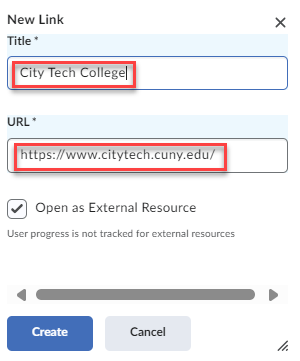 New Link
Title *
City Tech College
URL *
https://www.citytech.cuny.edu/
Open as External Resource
User progress is not tracked for external resources
Create
Cancel